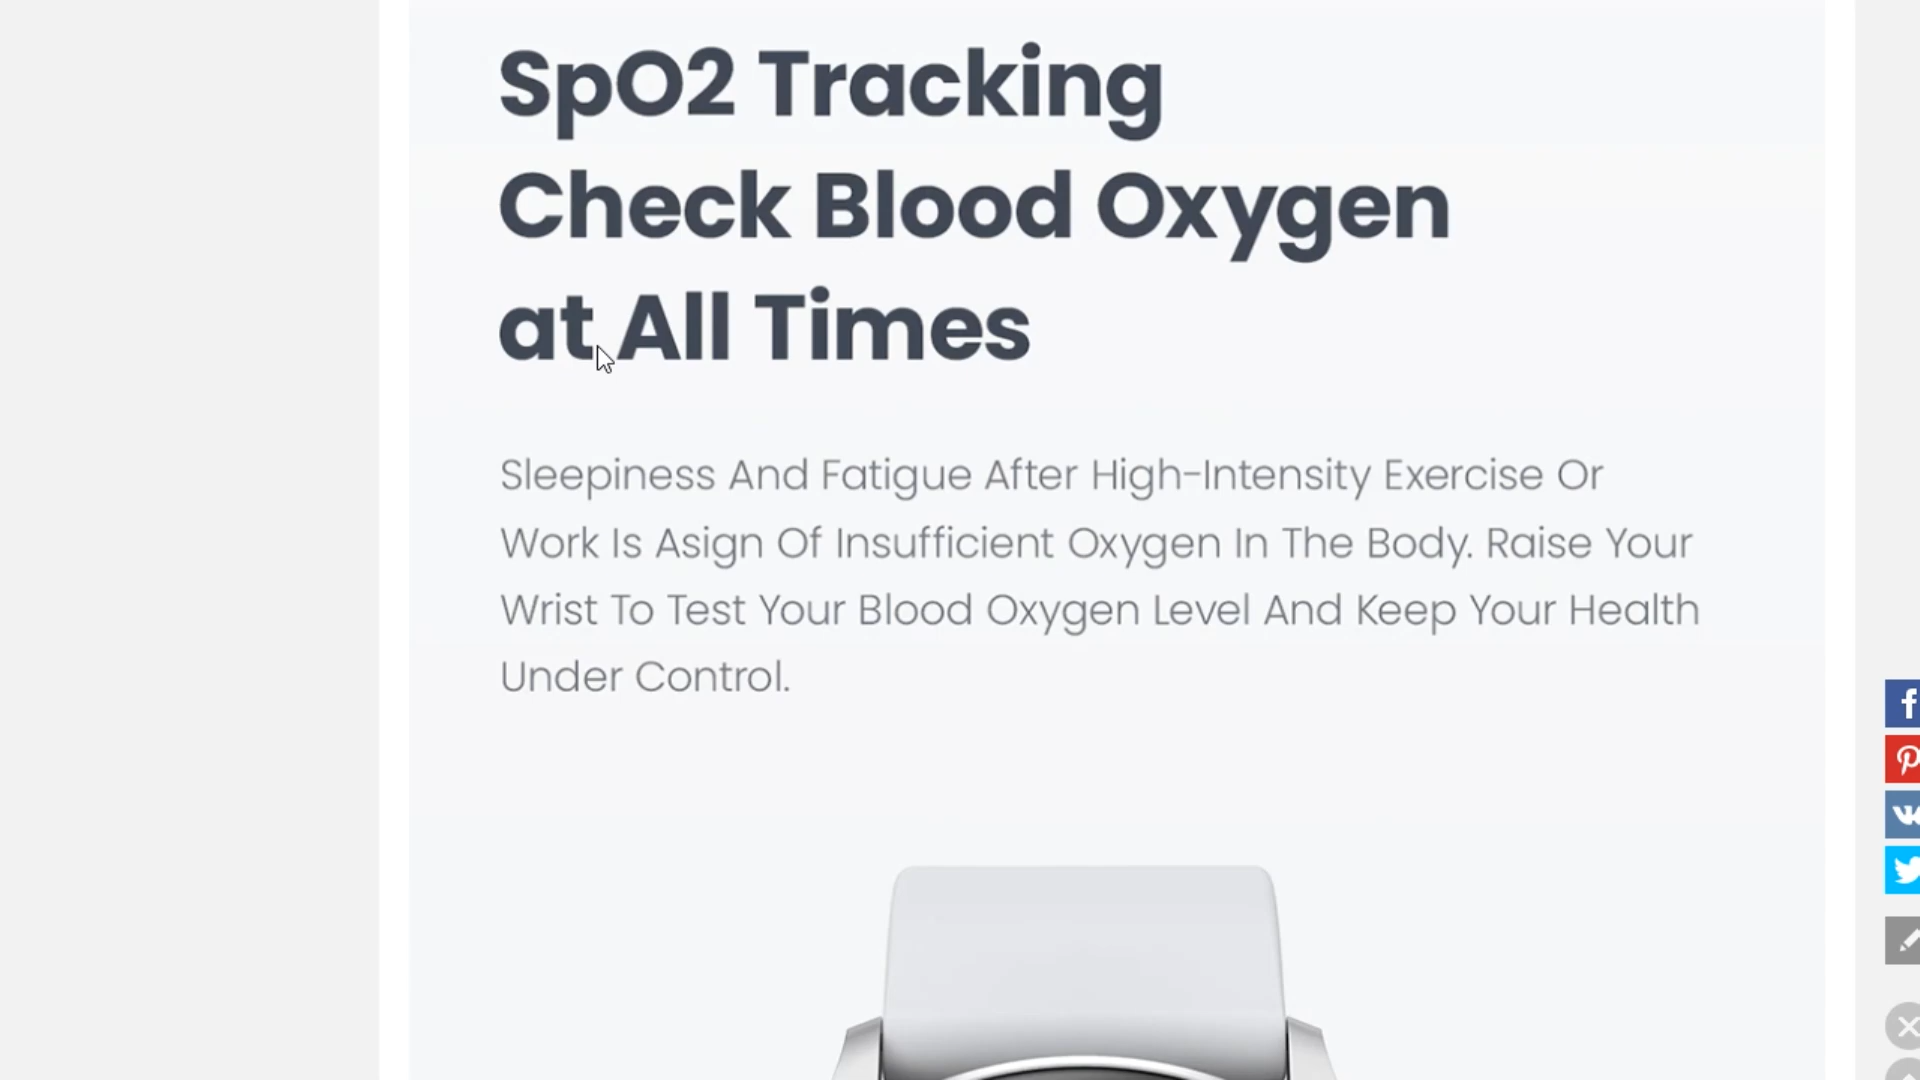 SpO2 Tracking
Check Blood Oxygen
at All Times
Sleepiness And Fatigue After High-Intensity Exercise Or
Work Is Asign Of Insufficient Oxygen In The Body. Raise Your
Wrist To Test Your Blood Oxygen Level And Keep Your Health
Under Control.